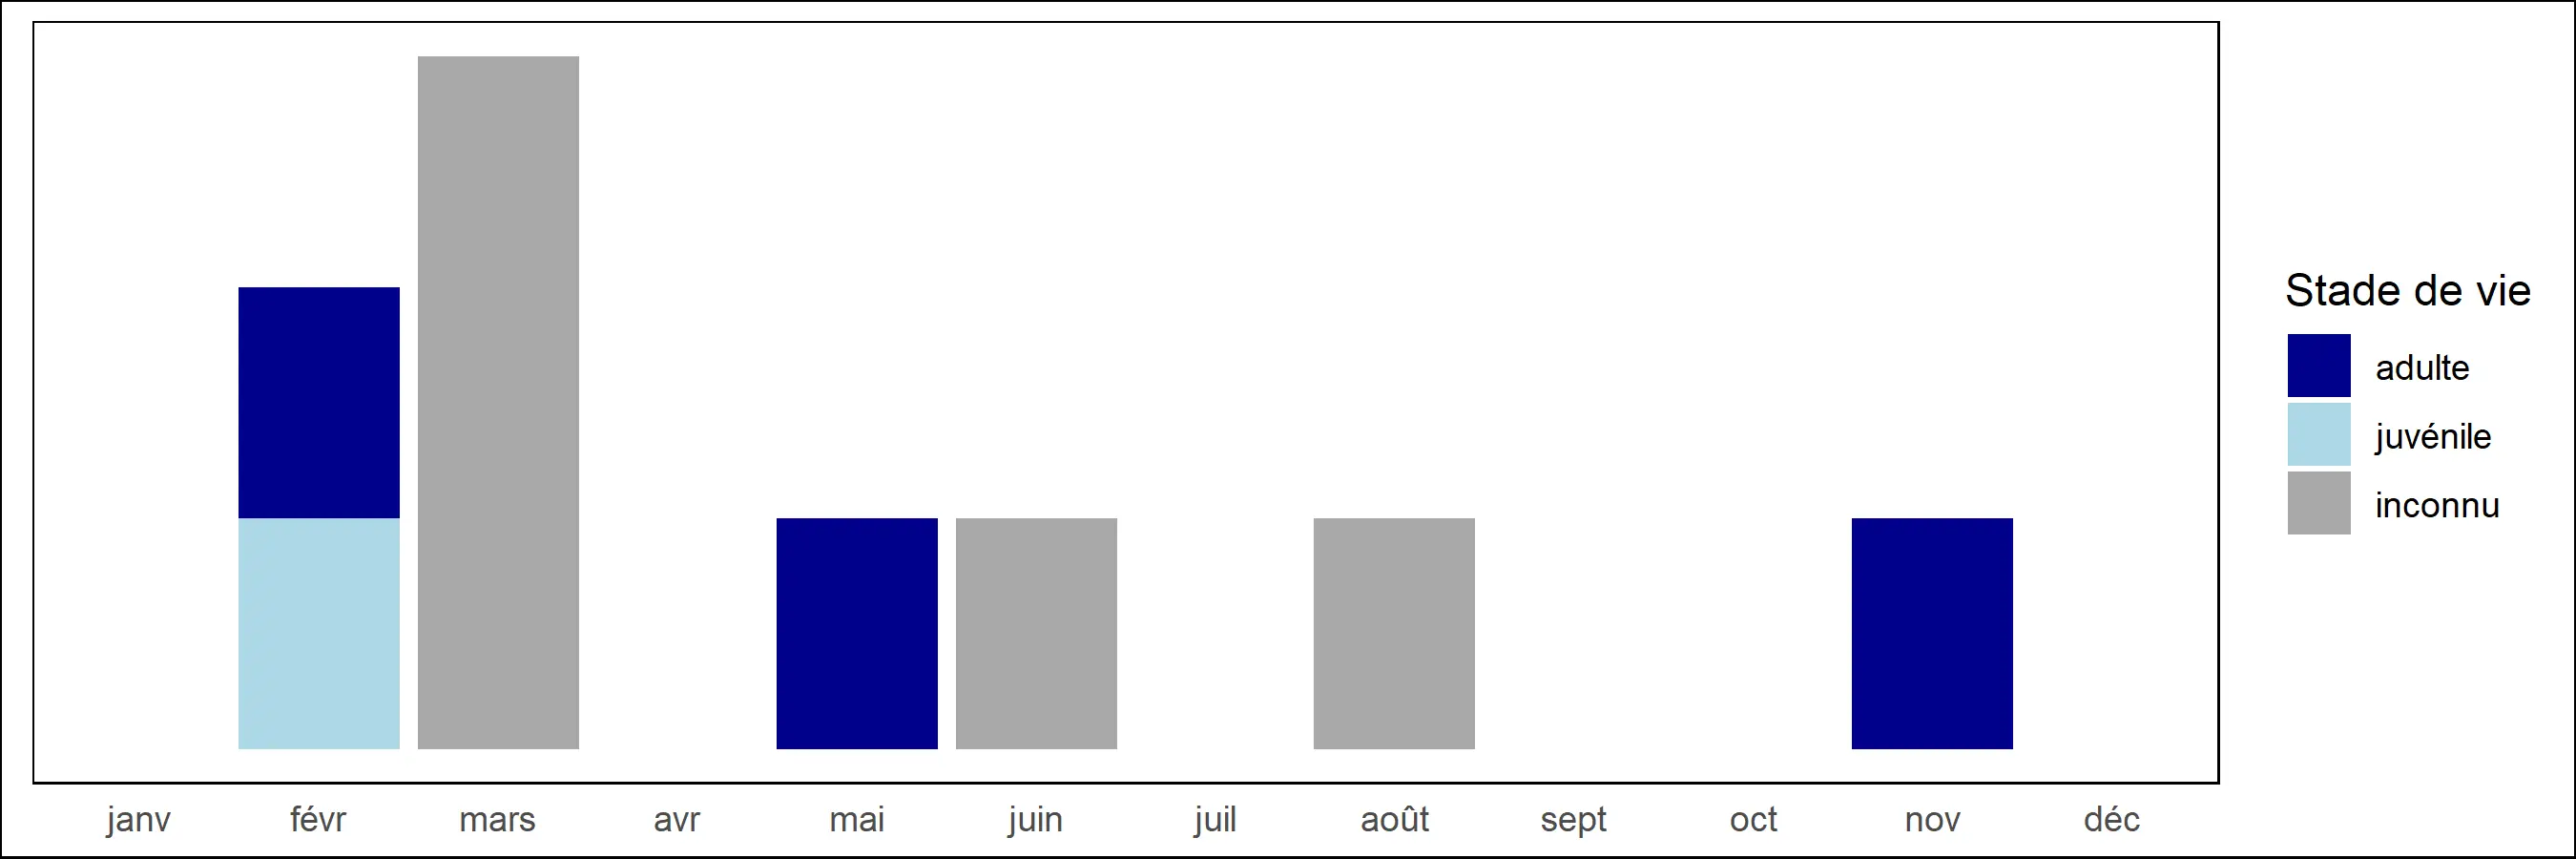 Stade de vie
adulte
juvénile
inconnu
janv févr mars avr mai juin juil août sept oct nov déc